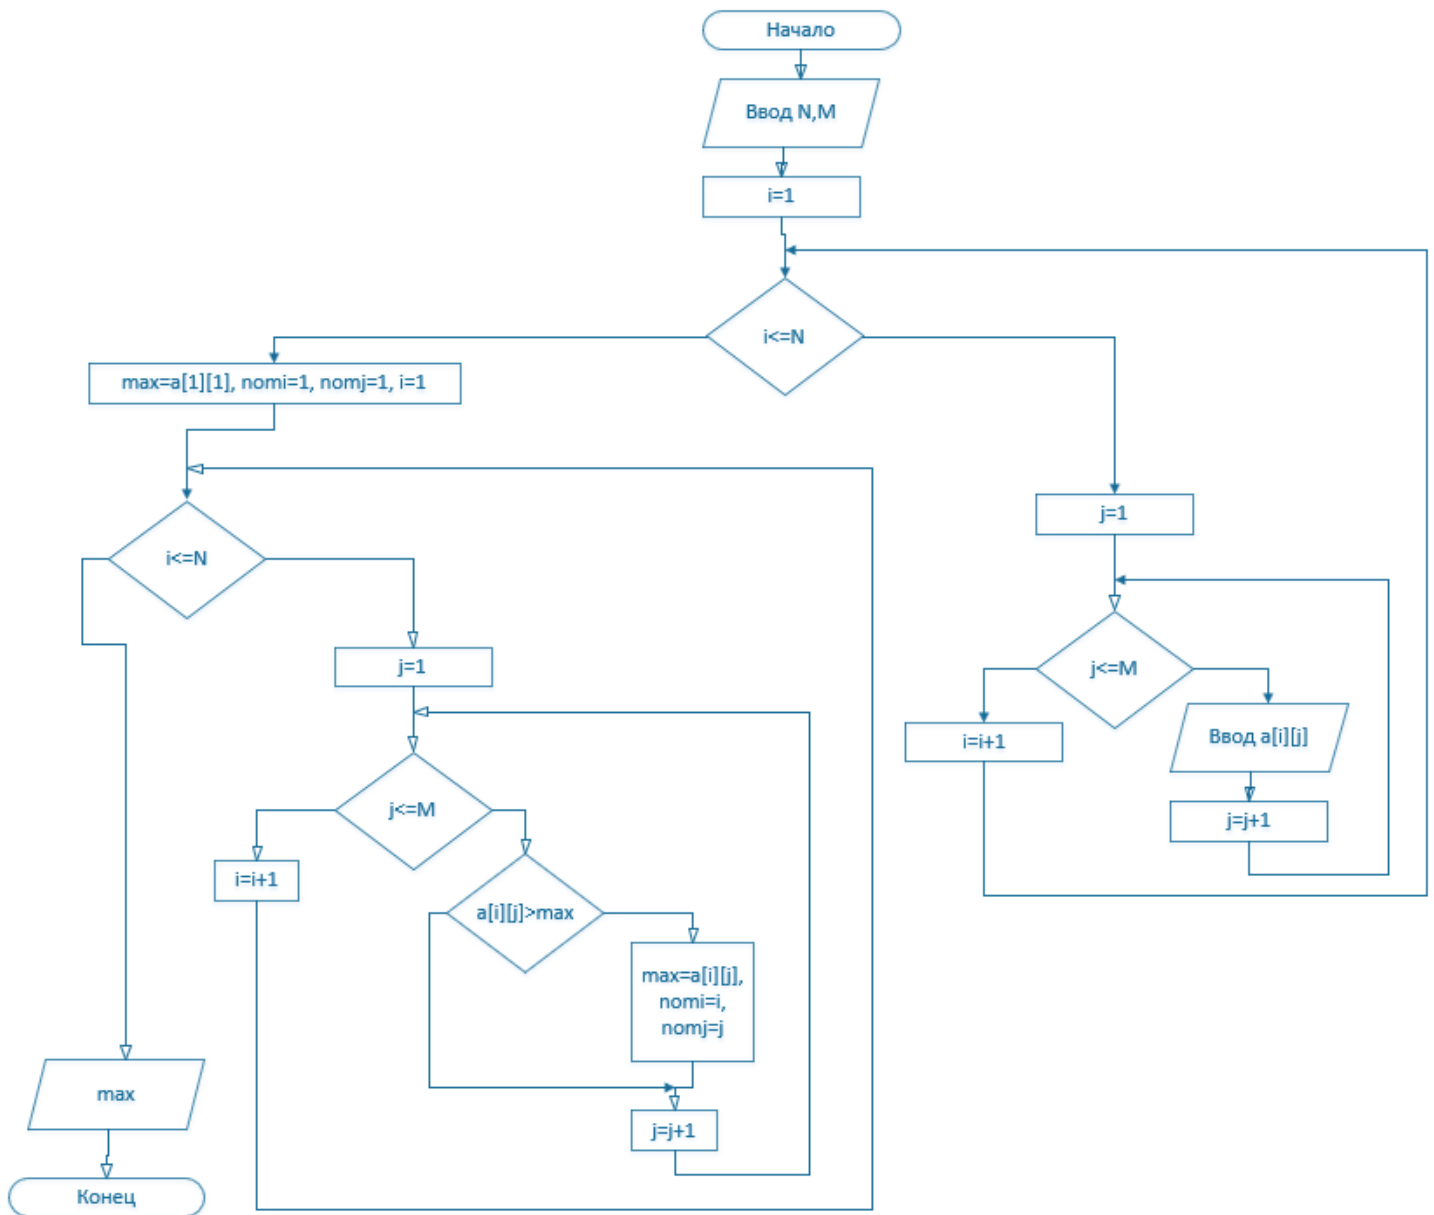 Начало
Ввод N,M
i=1
i<=N
max=a[1][1], nomi=1, nomj=1, i=1
i<=N
j=1
j<=M
i=i+1
a[i][j]>max
max=a[i][j],
nomi=i,
nomj=j
j=j+1
max
Конец
j=1
j<=M
i=i+1
Ввод a[i][j]
j=j+1